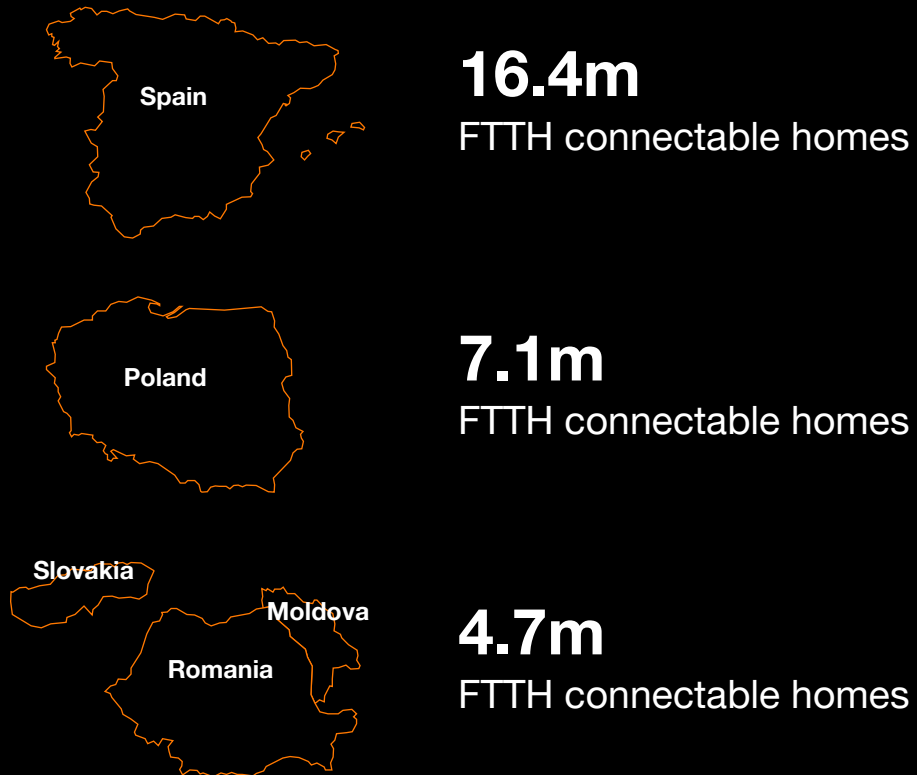 Spain
16.4m
FTTH connectable homes
Poland
7.1m
FTTH connectable homes
Slovakia
Moldova
Romania
4.7m
FTTH connectable homes